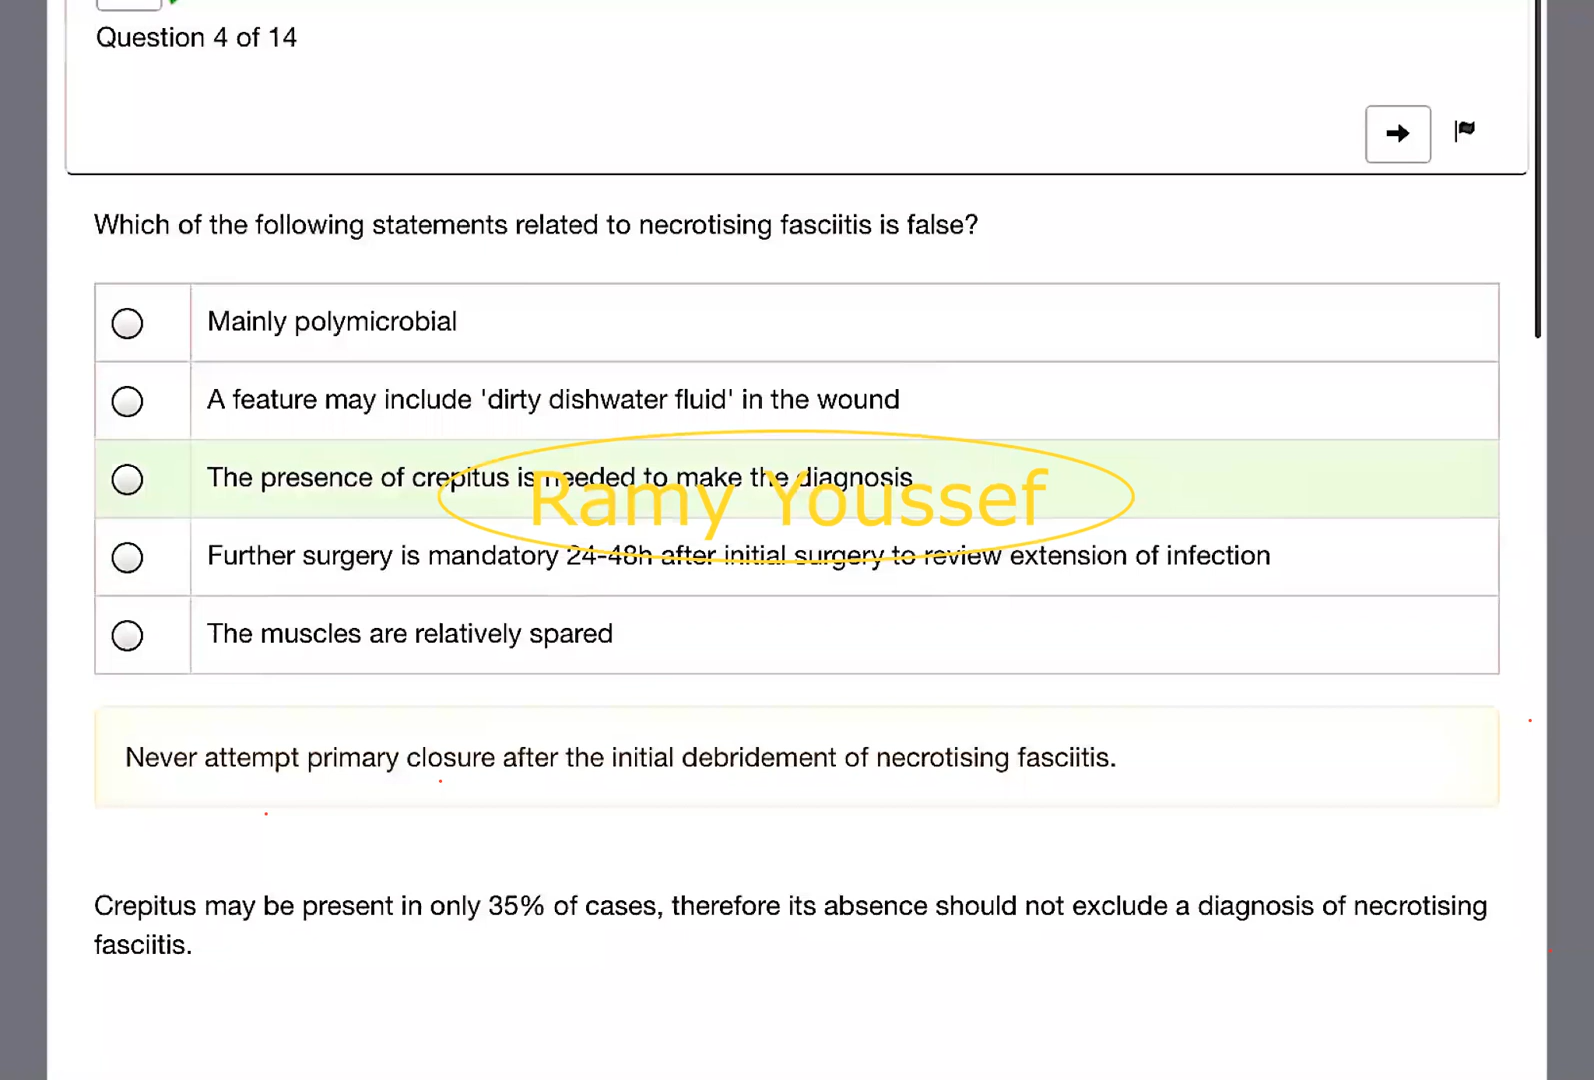 Question 4 of 14
Which of the following statements related to necrotising fasciitis is false?
Mainly polymicrobial
A feature may include 'dirty dishwater fluid' in the wound
The presence of crepitus is needed to make the diagnosis
Ramy Youssef
Further surgery is mandatory 24-48h after initial surgery to review extension of infection
The muscles are relatively spared
Never attempt primary closure after the initial debridement of necrotising fasciitis.
Crepitus may be present in only 35% of cases, therefore its absence should not exclude a diagnosis of necrotising
fasciitis.